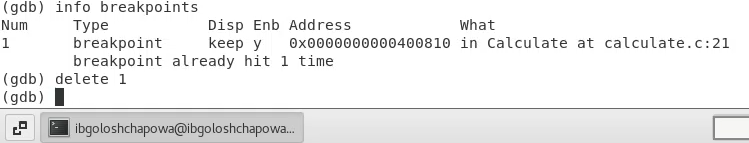 (gdb) info breakpoints
Num     Type           Disp Enb Address            What
1       breakpoint     keep y   0x0000000000400810 in Calculate at calculate.c:21
        breakpoint already hit 1 time
(gdb) delete 1
(gdb)
ibgoloshchapowa@ibgoloshchapowa...